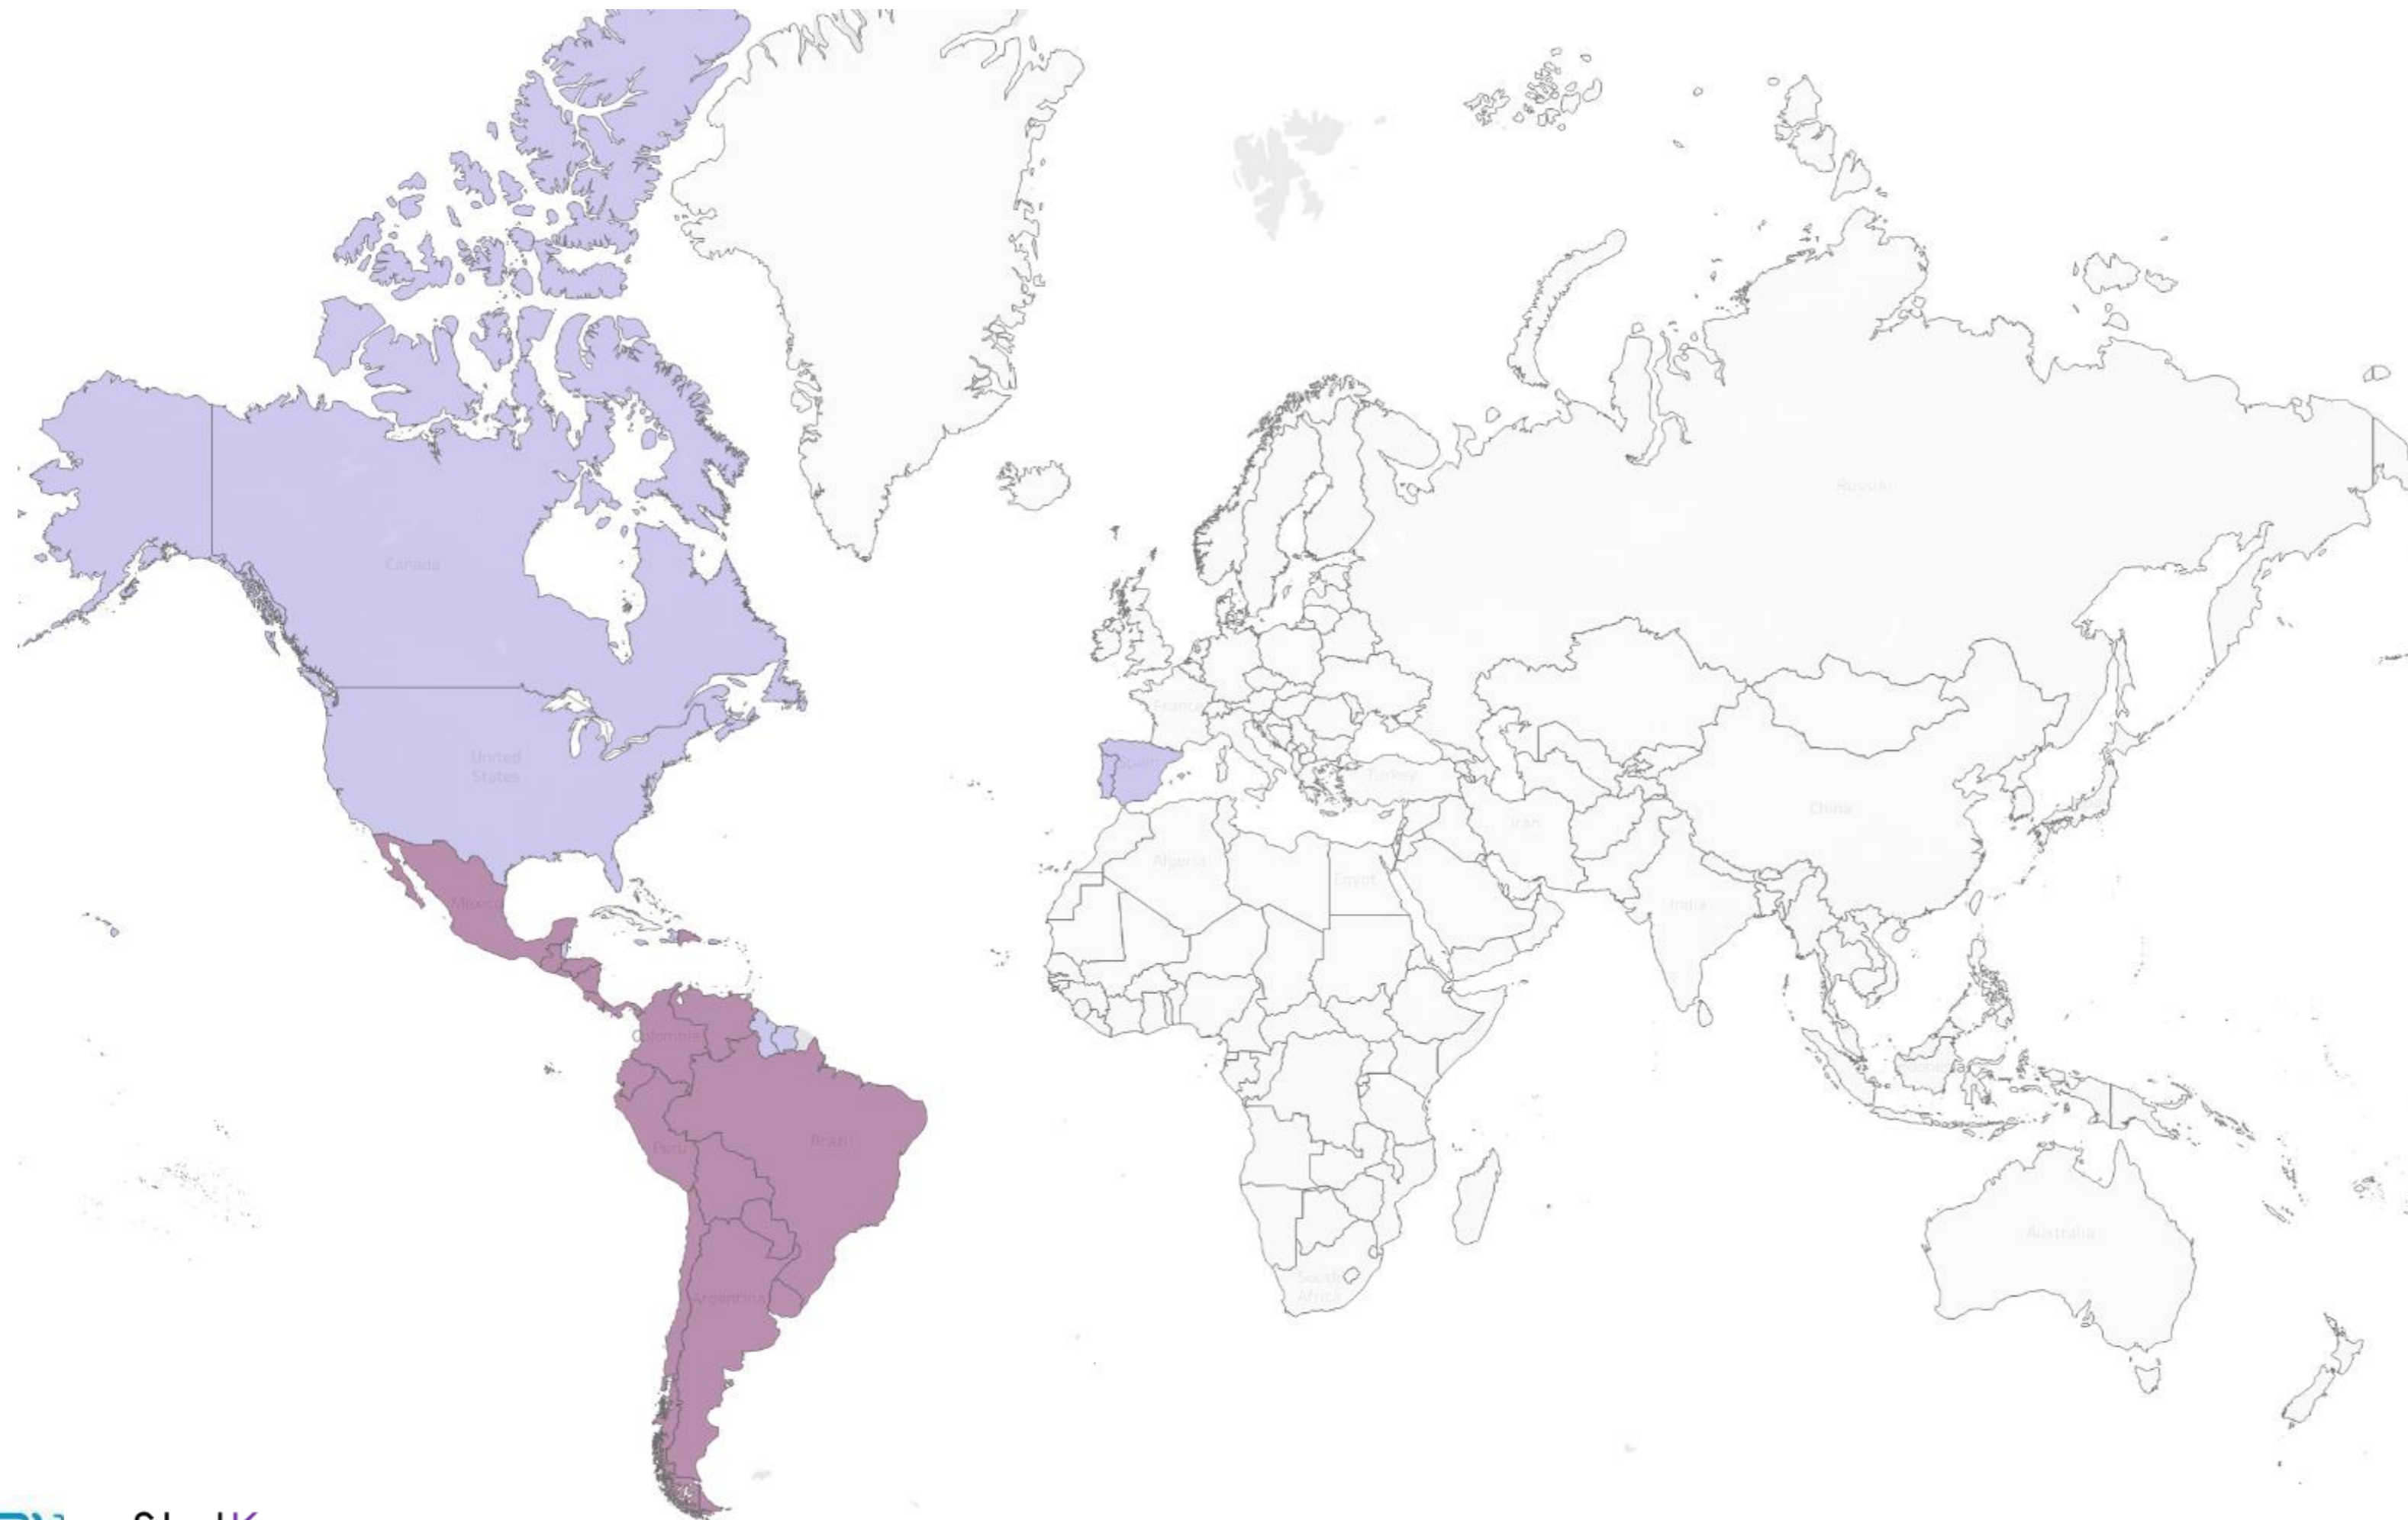 Russia
Canada
France
United
States
Spain
Turkey
China
Iran
Algeria
Egypt
Mexico
India
Colombia
Brazil
Peru
Australia
South
Africa
Argentina